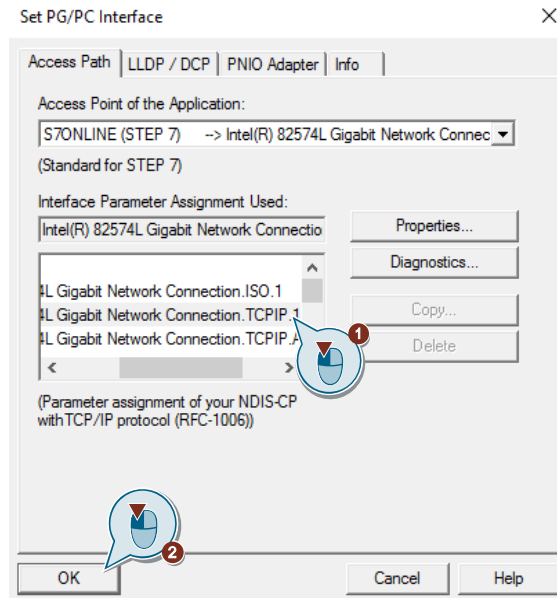 Set PG/PC Interface
Access Path LLDP / DCP PNIO Adapter Info
Access Point of the Application:
S7ONLINE (STEP 7) --> Intel(R) 82574L Gigabit Network Connec
(Standard for STEP 7)
Interface Parameter Assignment Used:
Intel(R) 82574L Gigabit Network Connectio
Properties...
Diagnostics...
4L Gigabit Network Connection.ISO.1
4L Gigabit Network Connection.TCPIP.1
4L Gigabit Network Connection.TCPIP.A
Copy...
1
Delete
(Parameter assignment of your NDIS-CP
with TCP/IP protocol (RFC-1006))
2
OK Cancel Help